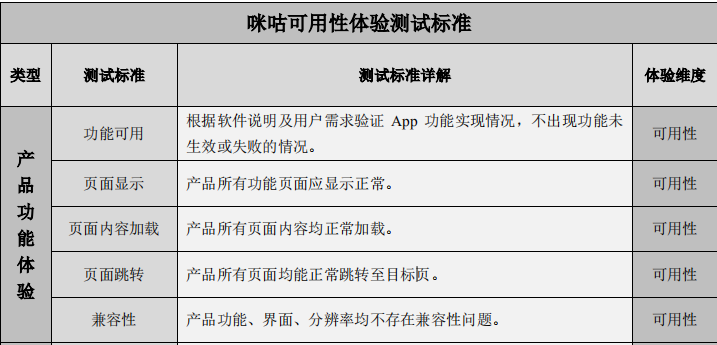 咪咕可用性体验测试标准
类型 测试标准 测试标准详解 体验维度
产品功能体验
功能可用 根据软件说明及用户需求验证 App 功能实现情况，不出现功能未
生效或失败的情况。 可用性
页面显示 产品所有功能页面应显示正常。 可用性
页面内容加载 产品所有页面内容均正常加载。 可用性
页面跳转 产品所有页面均能正常跳转至目标页。 可用性
兼容性 产品功能、界面、分辨率均不存在兼容性问题。 可用性